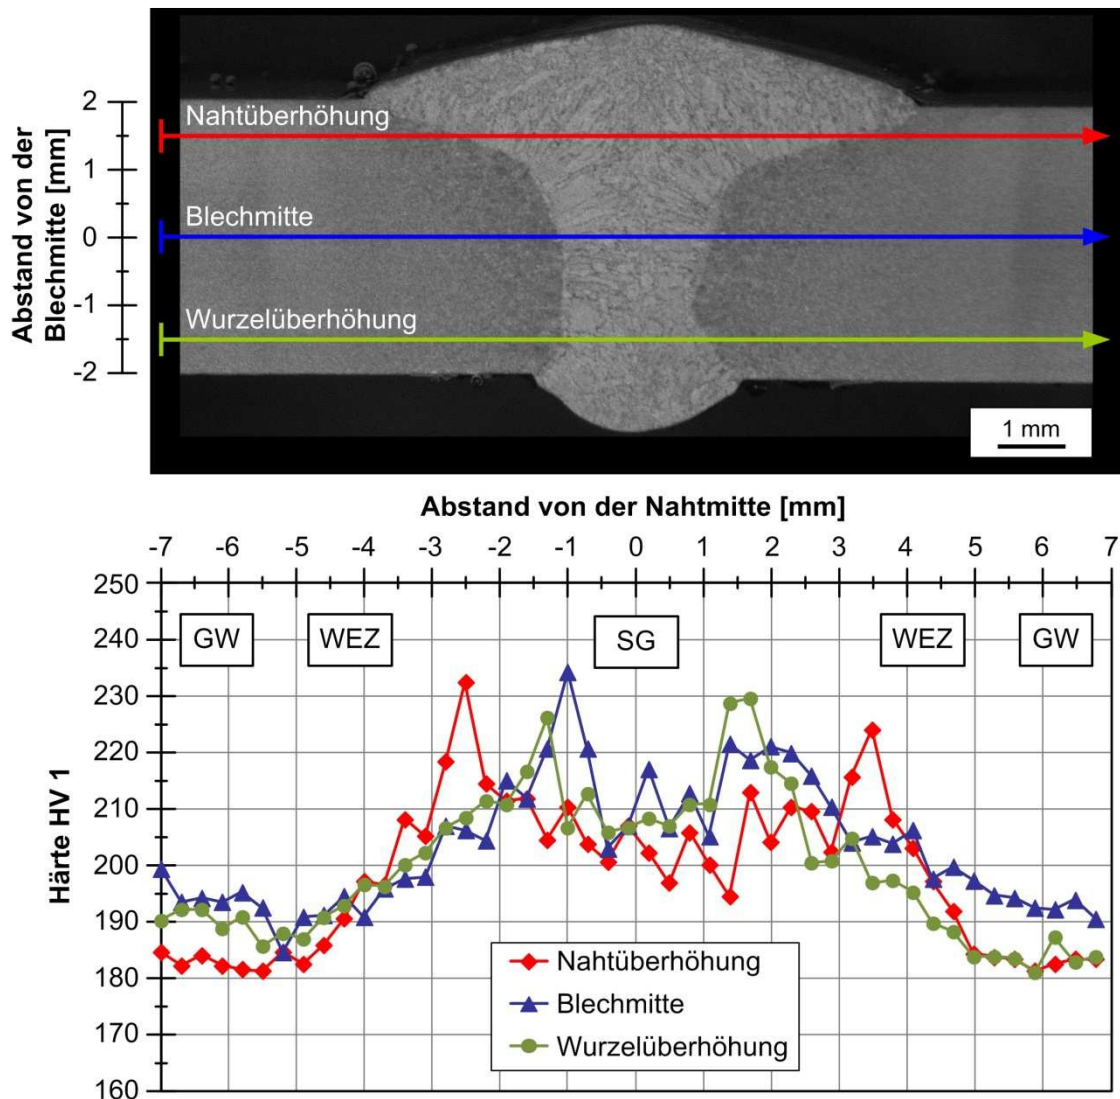 Abstand von der
Blechmitte [mm]
2
1
0
-1
-2
Nahtüberhöhung
Blechmitte
Wurzelüberhöhung
1 mm
Abstand von der Nahtmitte [mm]
-7 -6 -5 -4 -3 -2 -1 0 1 2 3 4 5 6 7
Härte HV 1
250
240
230
220
210
200
190
180
170
160
GW WEZ SG WEZ GW
Nahtüberhöhung
Blechmitte
Wurzelüberhöhung